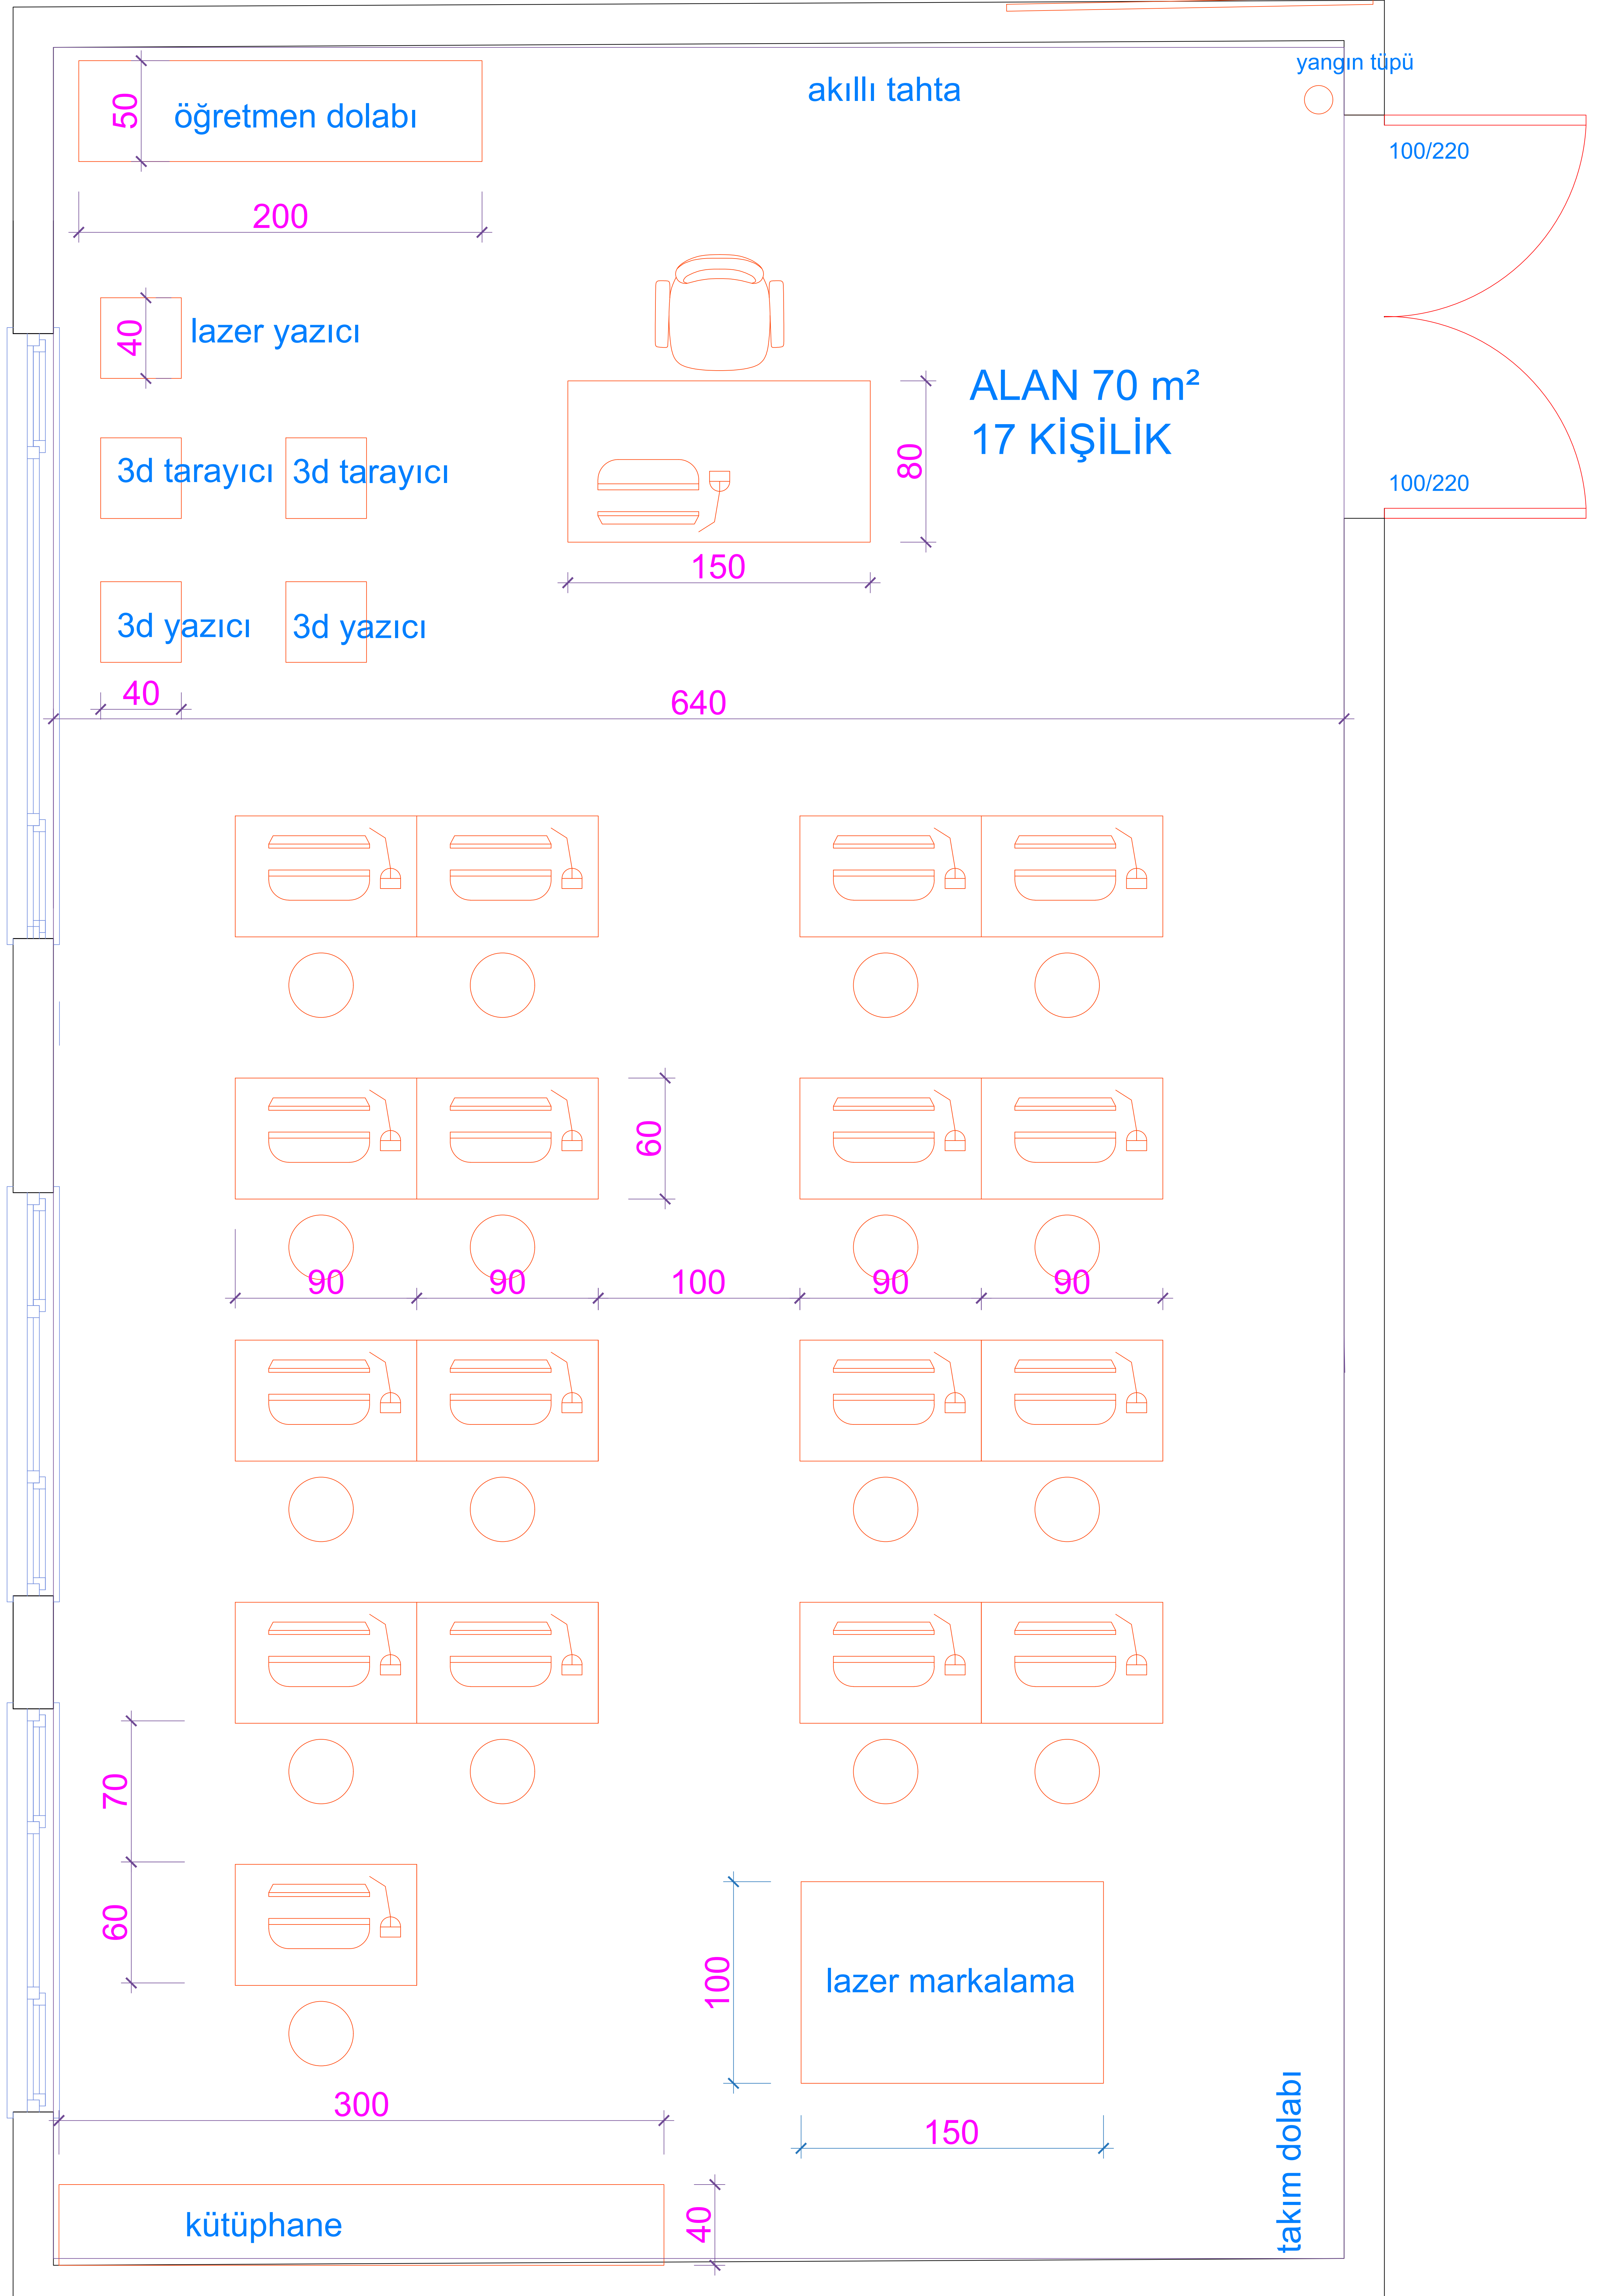 yangın tüpü
akıllı tahta
50
öğretmen dolabı
100/220
200
40
lazer yazıcı
ALAN 70 m²
17 KİŞİLİK
80
3d tarayıcı
3d tarayıcı
100/220
150
3d yazıcı
3d yazıcı
40
640
60
90
90
100
90
90
70
60
100
lazer markalama
300
150
takım dolabı
kütüphane
40